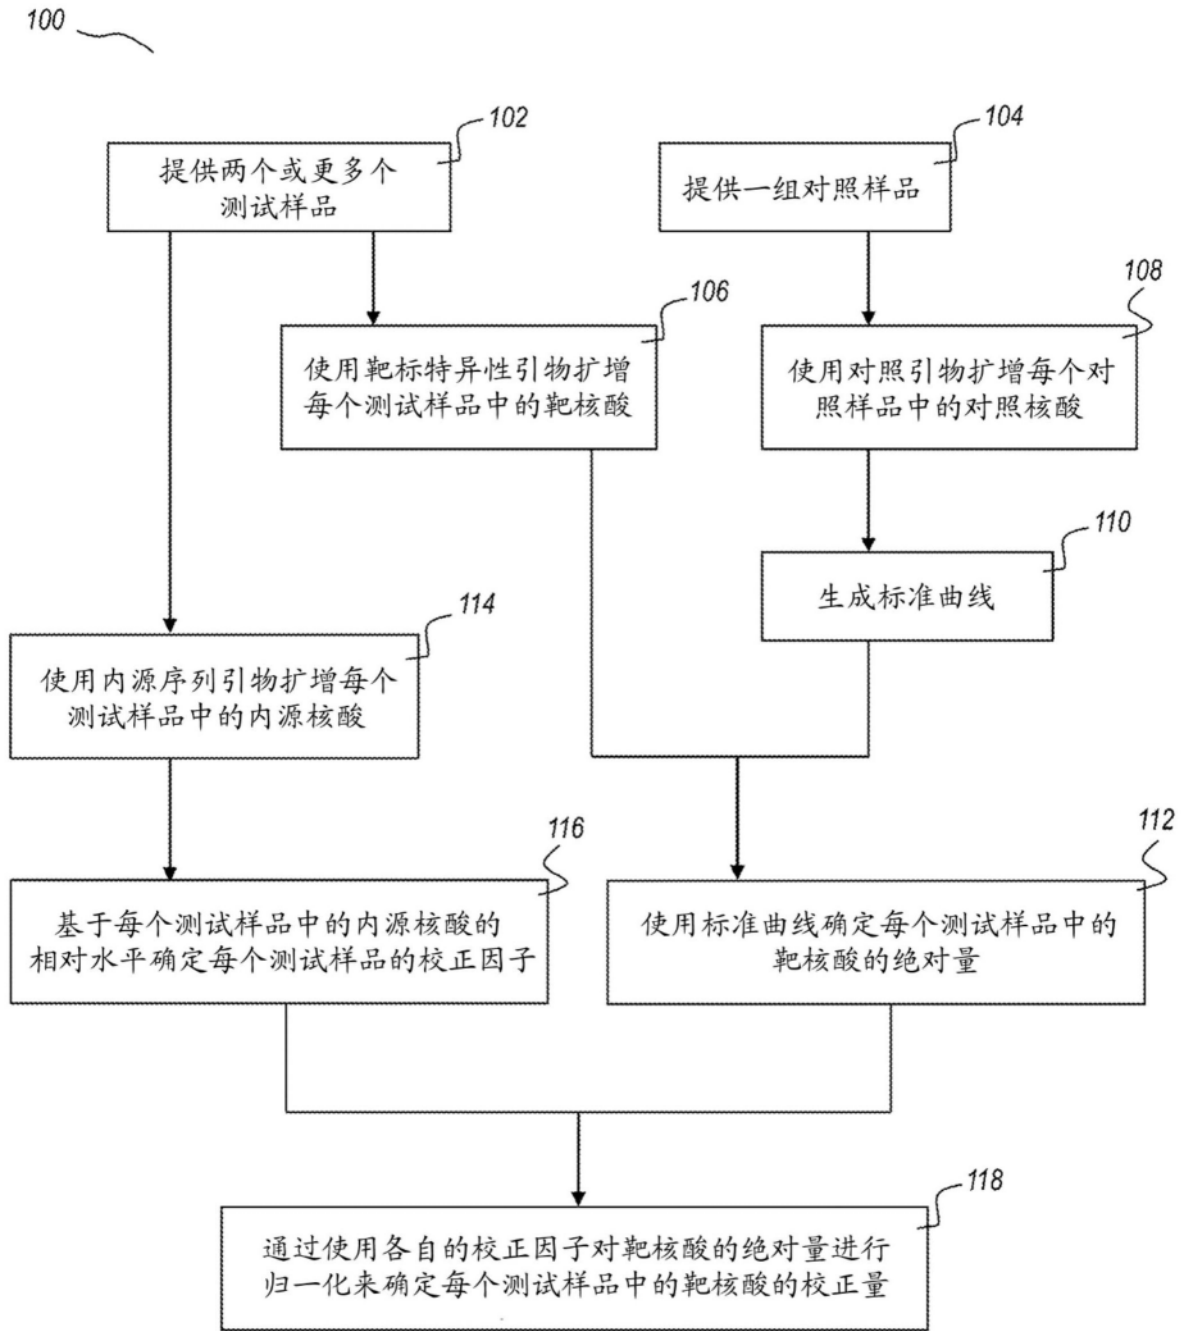 100
102
提供两个或更多个
测试样品
104
提供一组对照样品
106
使用靶标特异性引物扩增
每个测试样品中的靶核酸
108
使用对照引物扩增每个对
照样品中的对照核酸
110
生成标准曲线
114
使用内源序列引物扩增每个
测试样品中的内源核酸
116
基于每个测试样品中的内源核酸的
相对水平确定每个测试样品的校正因子
112
使用标准曲线确定每个测试样品中的
靶核酸的绝对量
118
通过使用各自的校正因子对靶核酸的绝对量进行
归一化来确定每个测试样品中的靶核酸的校正量